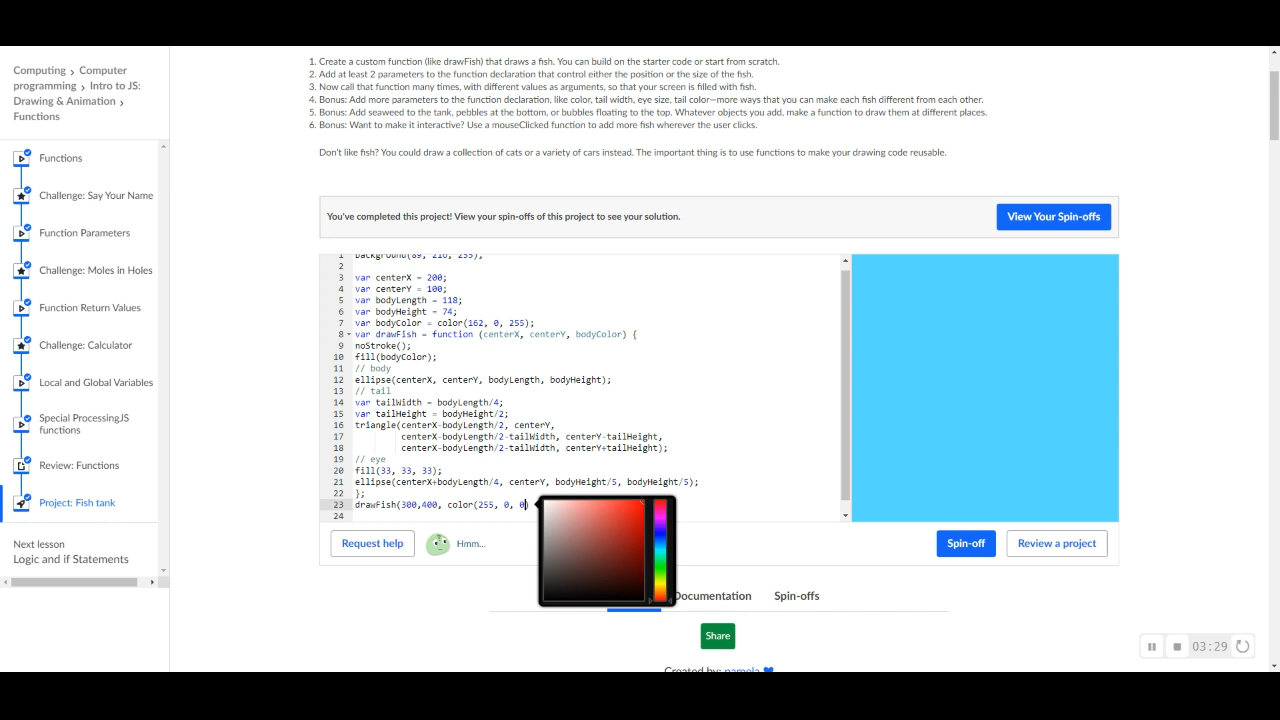 Computing > Computer
programming > Intro to JS:
Drawing & Animation >
Functions
Functions
Challenge: Say Your Name
Function Parameters
Challenge: Moles in Holes
Function Return Values
Challenge: Calculator
Local and Global Variables
Special ProcessingJS
functions
Review: Functions
Project: Fish tank
Next lesson
Logic and if Statements
1. Create a custom function (like drawFish) that draws a fish. You can build on the starter code or start from scratch.
2. Add at least 2 parameters to the function declaration that control either the position or the size of the fish.
3. Now call that function many times, with different values as arguments, so that your screen is filled with fish.
4. Bonus: Add more parameters to the function declaration, like color, tail width, eye size, tail color—more ways that you can make each fish different from each other.
5. Bonus: Add seaweed to the tank, pebbles at the bottom, or bubbles floating to the top. Whatever objects you add, make a function to draw them at different places.
6. Bonus: Want to make it interactive? Use a mouseClicked function to add more fish wherever the user clicks.
Don't like fish? You could draw a collection of cats or a variety of cars instead. The important thing is to use functions to make your drawing code reusable.
You've completed this project! View your spin-offs of this project to see your solution.
View Your Spin-offs
1 background(89, 216, 255);
2
3 var centerX = 200;
4 var centerY = 100;
5 var bodyLength = 118;
6 var bodyHeight = 74;
7 var bodyColor = color(162, 0, 255);
8 var drawFish = function (centerX, centerY, bodyColor) {
9 noStroke();
10 fill(bodyColor);
11 // body
12 ellipse(centerX, centerY, bodyLength, bodyHeight);
13 // tail
14 var tailWidth = bodyLength/4;
15 var tailHeight = bodyHeight/2;
16 triangle(centerX-bodyLength/2, centerY,
17 centerX-bodyLength/2-tailWidth, centerY-tailHeight,
18 centerX-bodyLength/2-tailWidth, centerY+tailHeight);
19 // eye
20 fill(33, 33, 33);
21 ellipse(centerX+bodyLength/4, centerY, bodyHeight/5, bodyHeight/5);
22 };
23 drawFish(300,400, color(255, 0, 0)
24
Request help
Hmm...
Spin-off
Review a project
Documentation
Spin-offs
Share
Created by: pamela
03:29